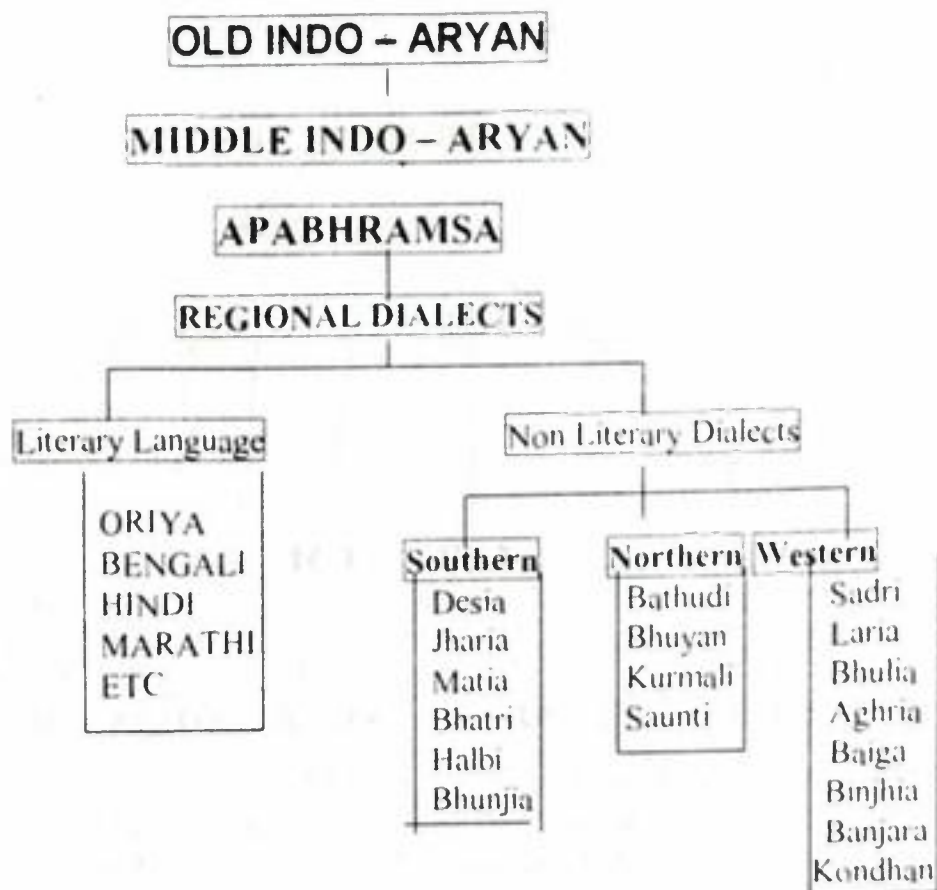 OLD INDO – ARYAN
MIDDLE INDO – ARYAN
APABHRAMSA
REGIONAL DIALECTS
Literary Language
ORIYA
BENGALI
HINDI
MARATHI
ETC
Non Literary Dialects
Southern
Desia
Jharia
Matia
Bhatri
Halbi
Bhunjia
Northern
Bathudi
Bhuyan
Kurmali
Saunti
Western
Sadri
Laria
Bhulia
Aghria
Baiga
Binjhia
Banjara
Kondhan